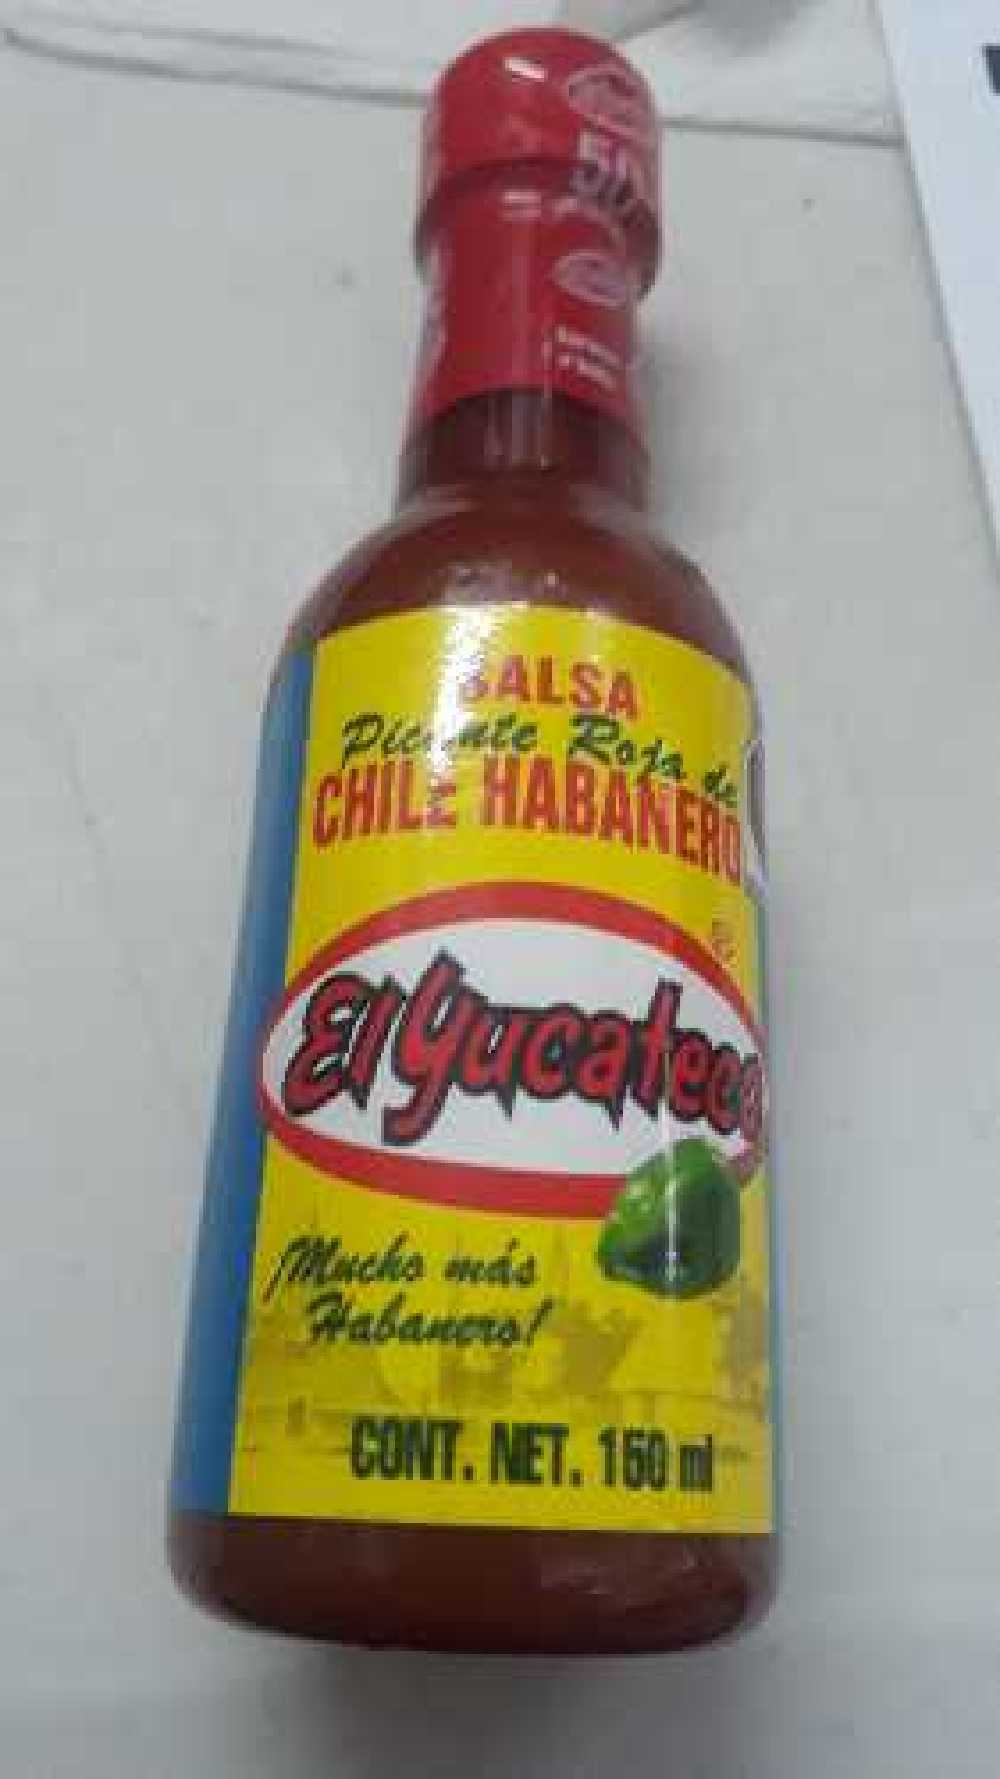 SALSA
Picante Roja de
CHILE HABANERO
El Yucateco
¡Mucho más
Habanero!
CONT. NET. 150 ml